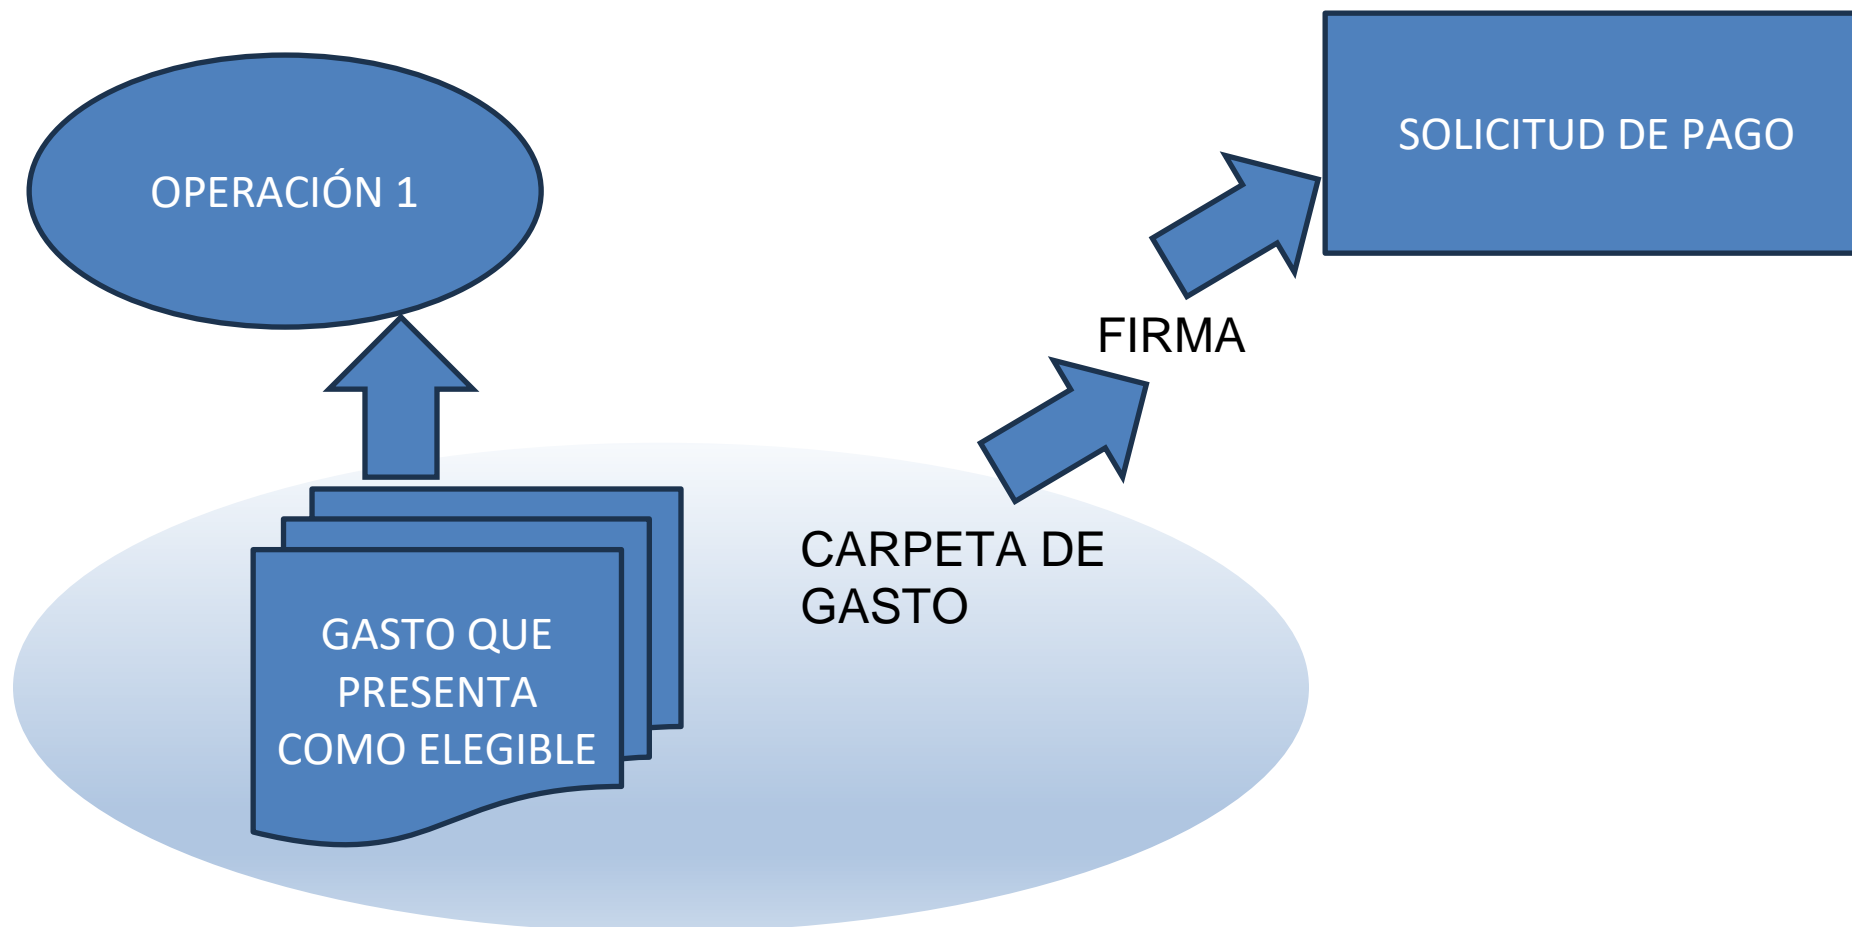 OPERACIÓN 1
SOLICITUD DE PAGO
FIRMA
CARPETA DE
GASTO
GASTO QUE
PRESENTA
COMO ELEGIBLE